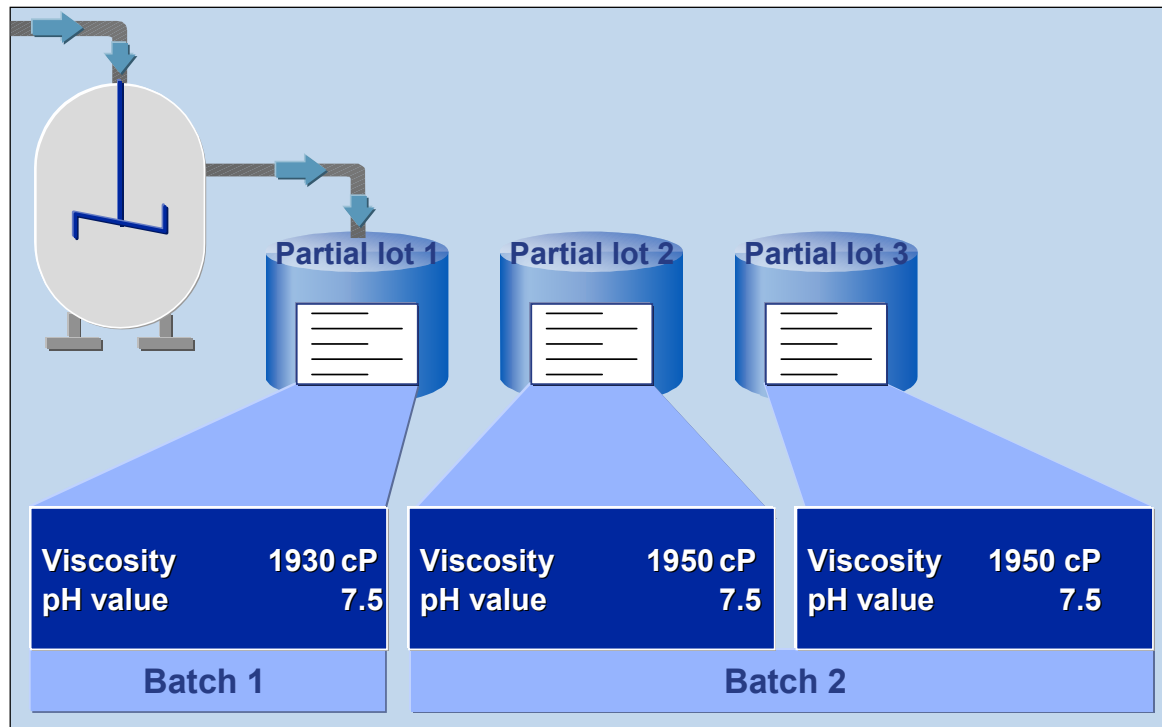 Partial lot 1
Partial lot 2
Partial lot 3
Viscosity 1930 cP
pH value 7.5
Viscosity 1950 cP
pH value 7.5
Viscosity 1950 cP
pH value 7.5
Batch 1
Batch 2